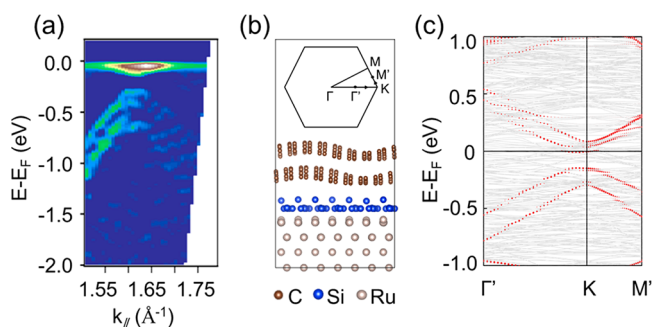 (a)
E-E_F (eV)
0.0
-0.5
-1.0
-1.5
-2.0
1.55
1.65
1.75
k_// (Å⁻¹)
(b)
M
M'
Γ
Γ'
K
C
Si
Ru
(c)
E-E_F (eV)
1.0
0.5
0
-0.5
-1.0
Γ'
K
M'